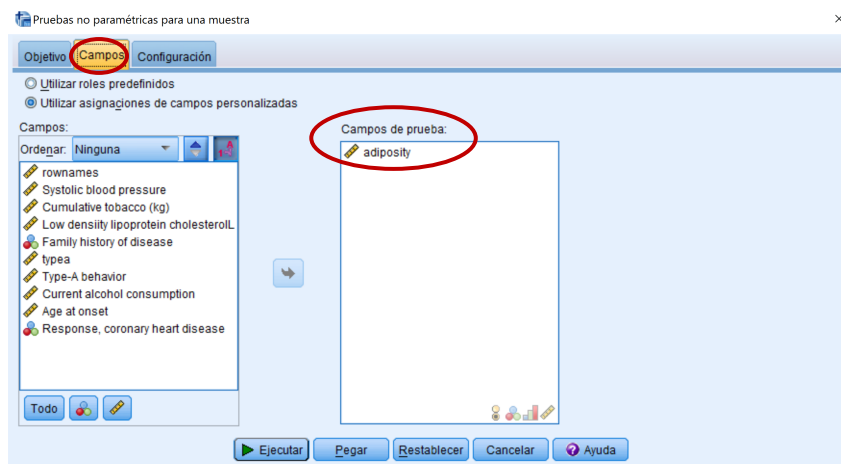 Pruebas no paramétricas para una muestra
Objetivo Campos Configuración
Utilizar roles predefinidos
Utilizar asignaciones de campos personalizadas
Campos:
Ordenar: Ninguna
rownames
Systolic blood pressure
Cumulative tobacco (kg)
Low densiity lipoprotein cholesterolL
Family history of disease
typea
Type-A behavior
Current alcohol consumption
Age at onset
Response, coronary heart disease
Todo
Campos de prueba:
adiposity
Ejecutar Pegar Restablecer Cancelar Ayuda